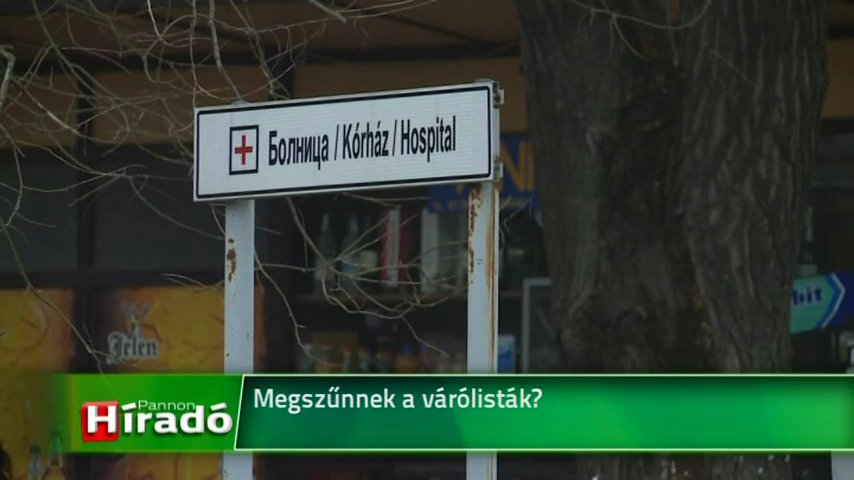 Болница / Kórház / Hospital
Jelen
bit
Pannon
Híradó
Megszűnnek a várólisták?